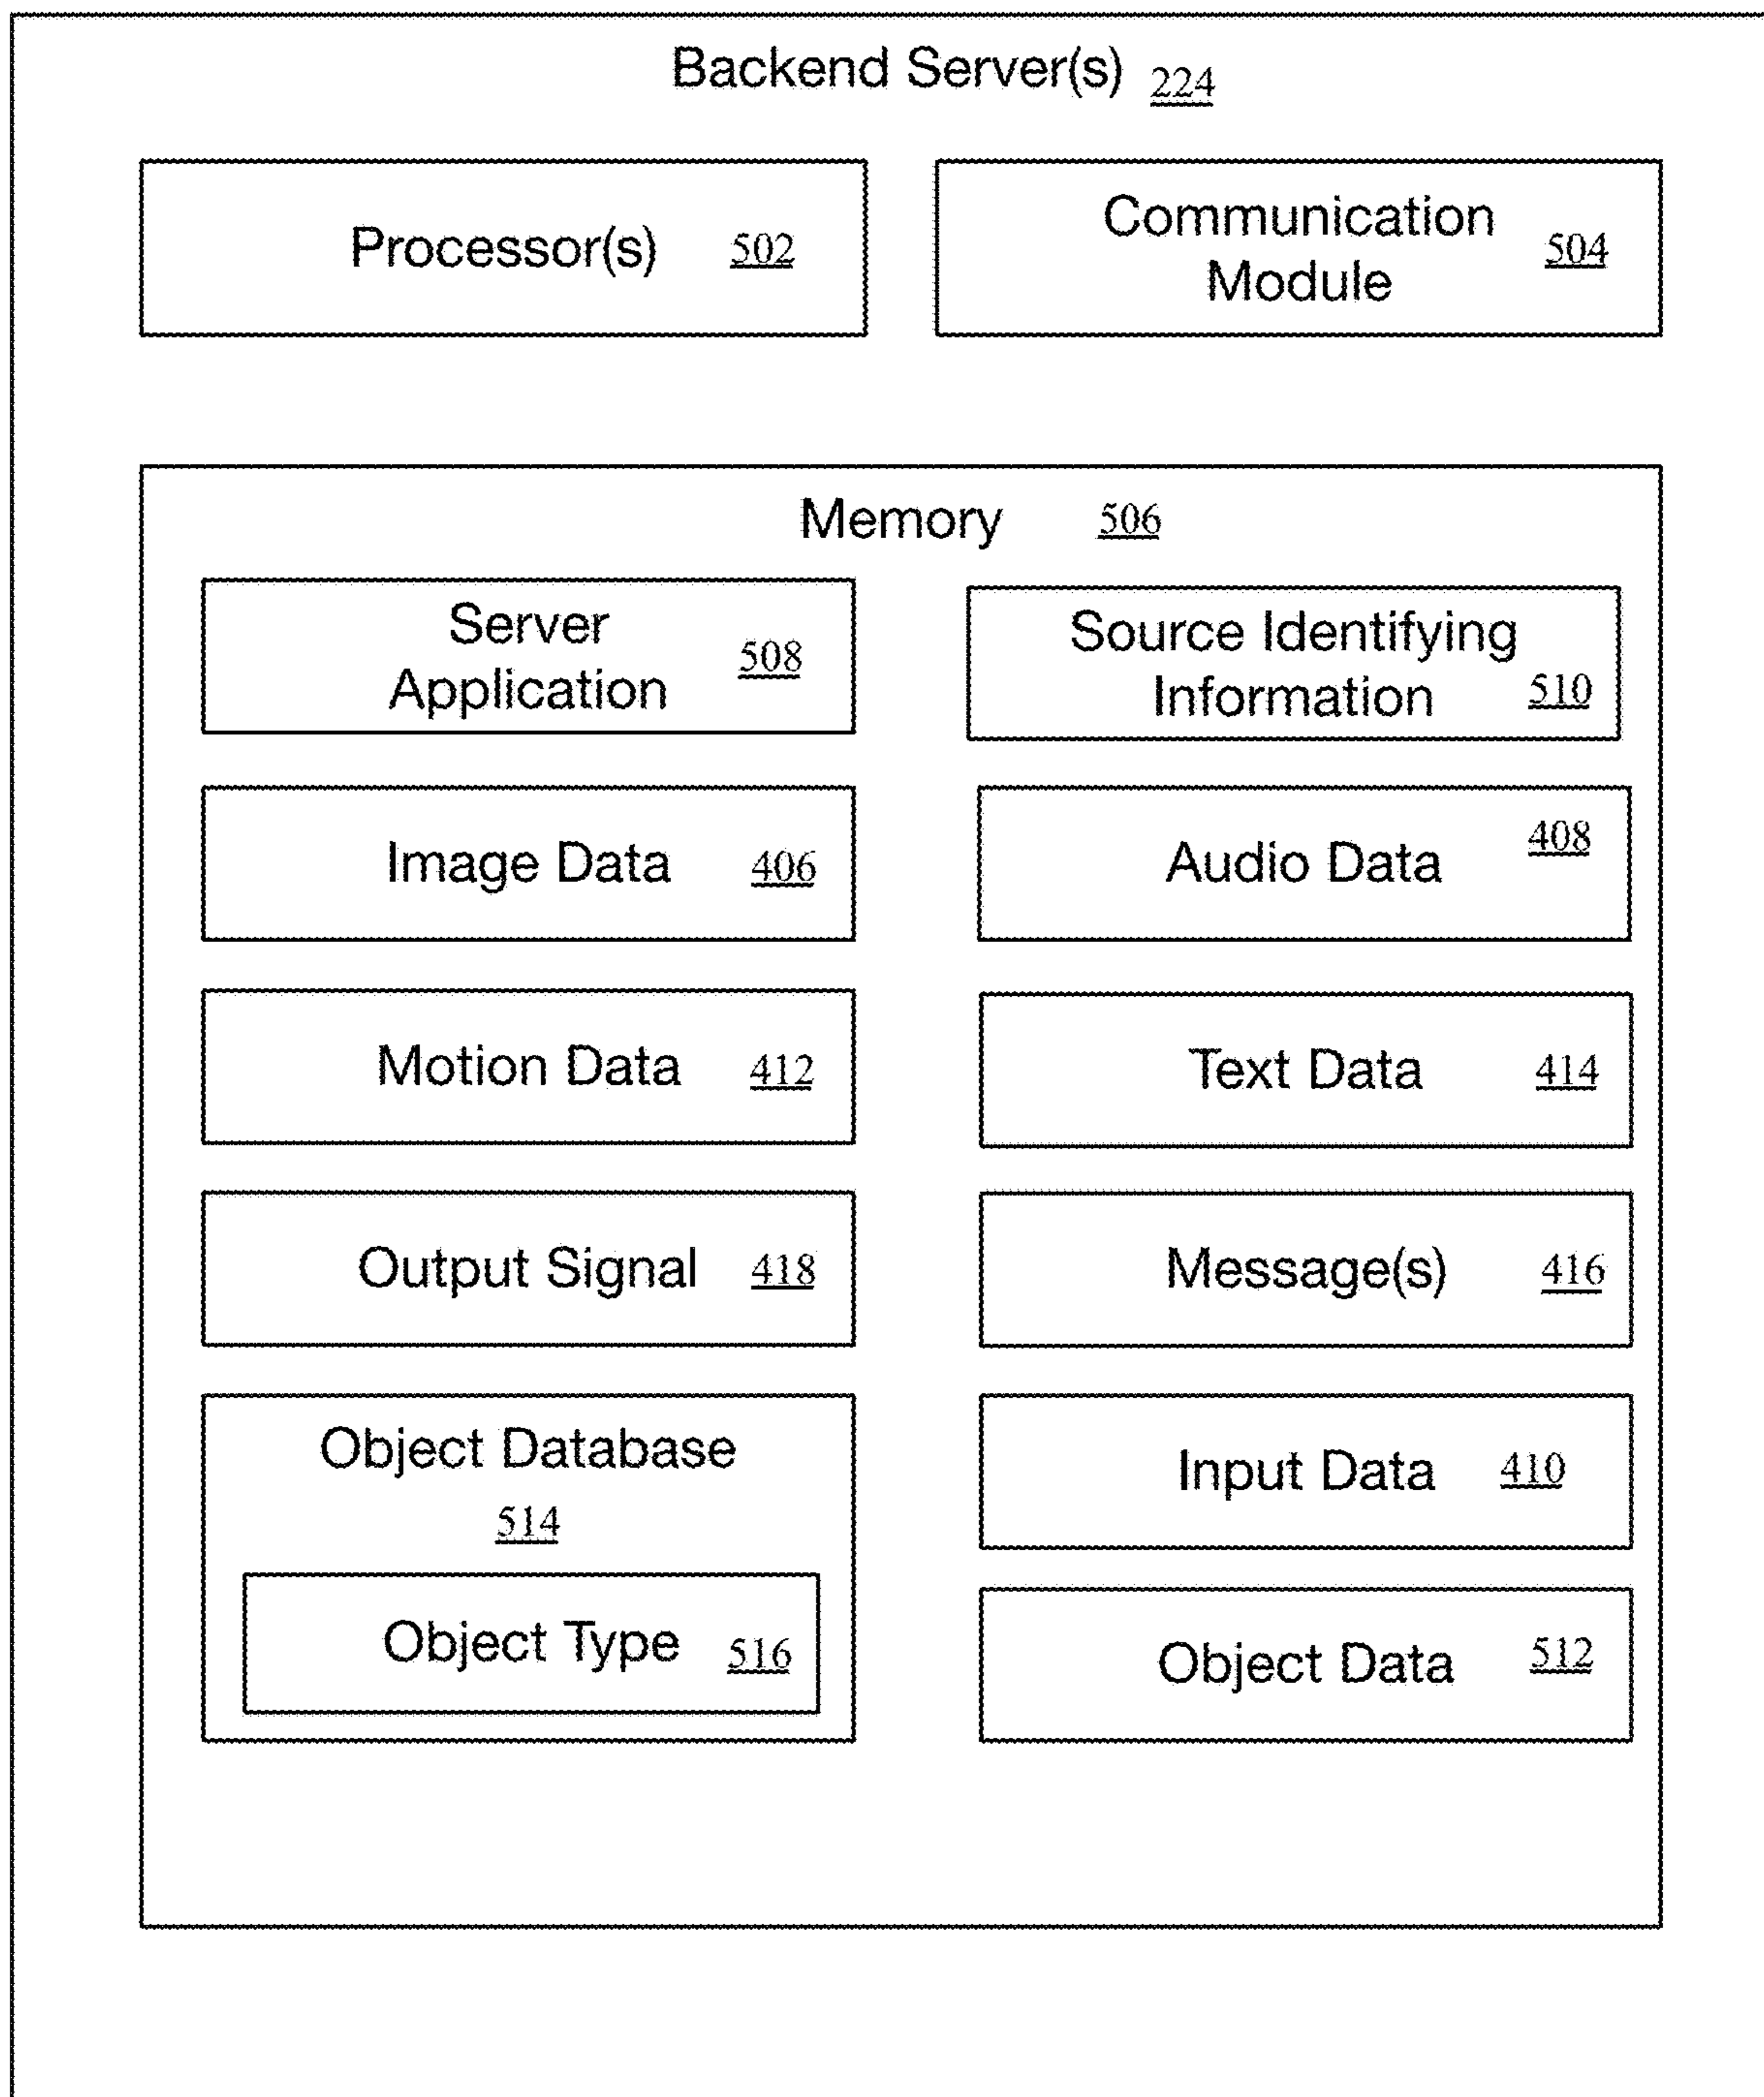 Backend Server(s) 224
Processor(s) 502
Communication
Module 504
Memory 506
Server
Application 508
Source Identifying
Information 510
Image Data 406
Audio Data 408
Motion Data 412
Text Data 414
Output Signal 418
Message(s) 416
Object Database
514
Object Type 516
Input Data 410
Object Data 512